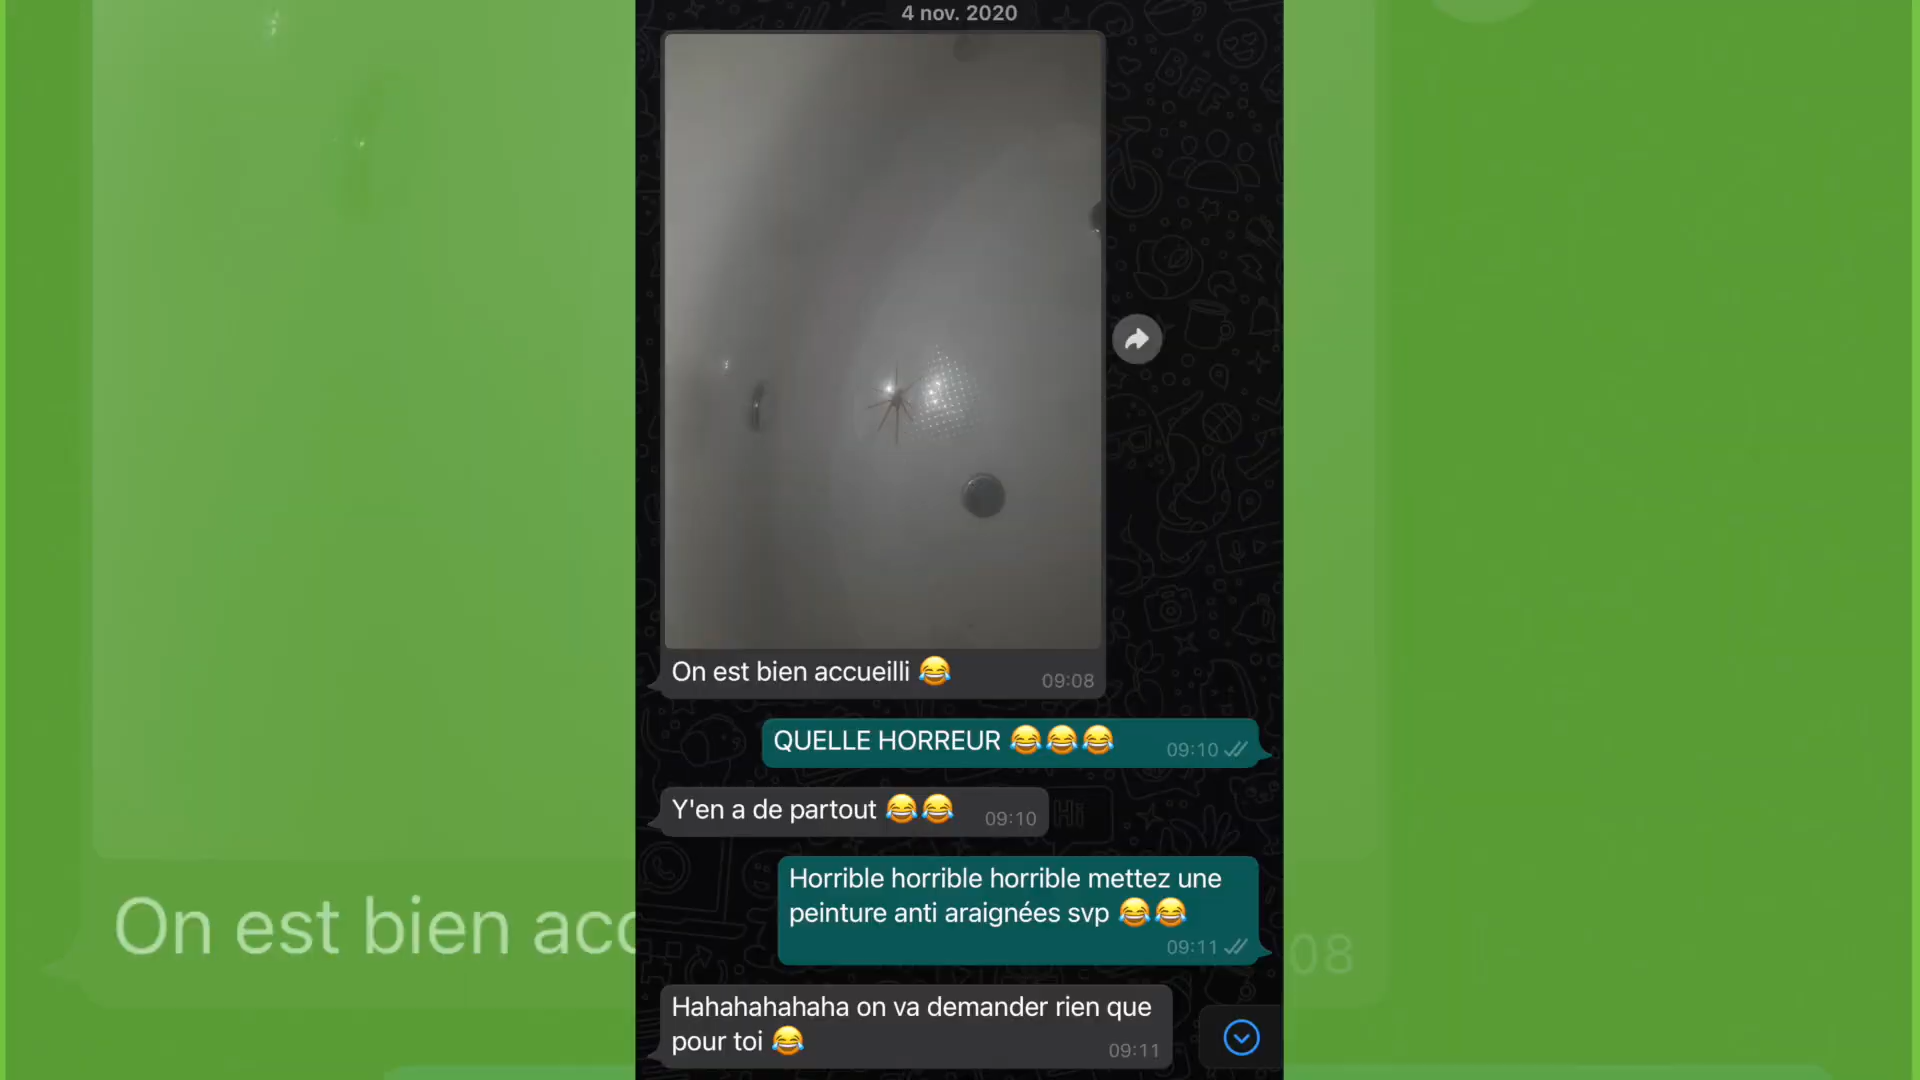 4 nov. 2020
On est bien accueilli 😂
09:08
QUELLE HORREUR 😂😂😂
09:10
Y'en a de partout 😂😂
09:10
Horrible horrible horrible mettez une
peinture anti araignées svp 😂😂
09:11
Hahahahahaha on va demander rien que
pour toi 😂
09:11
On est bien acc
08
BFF
Hi